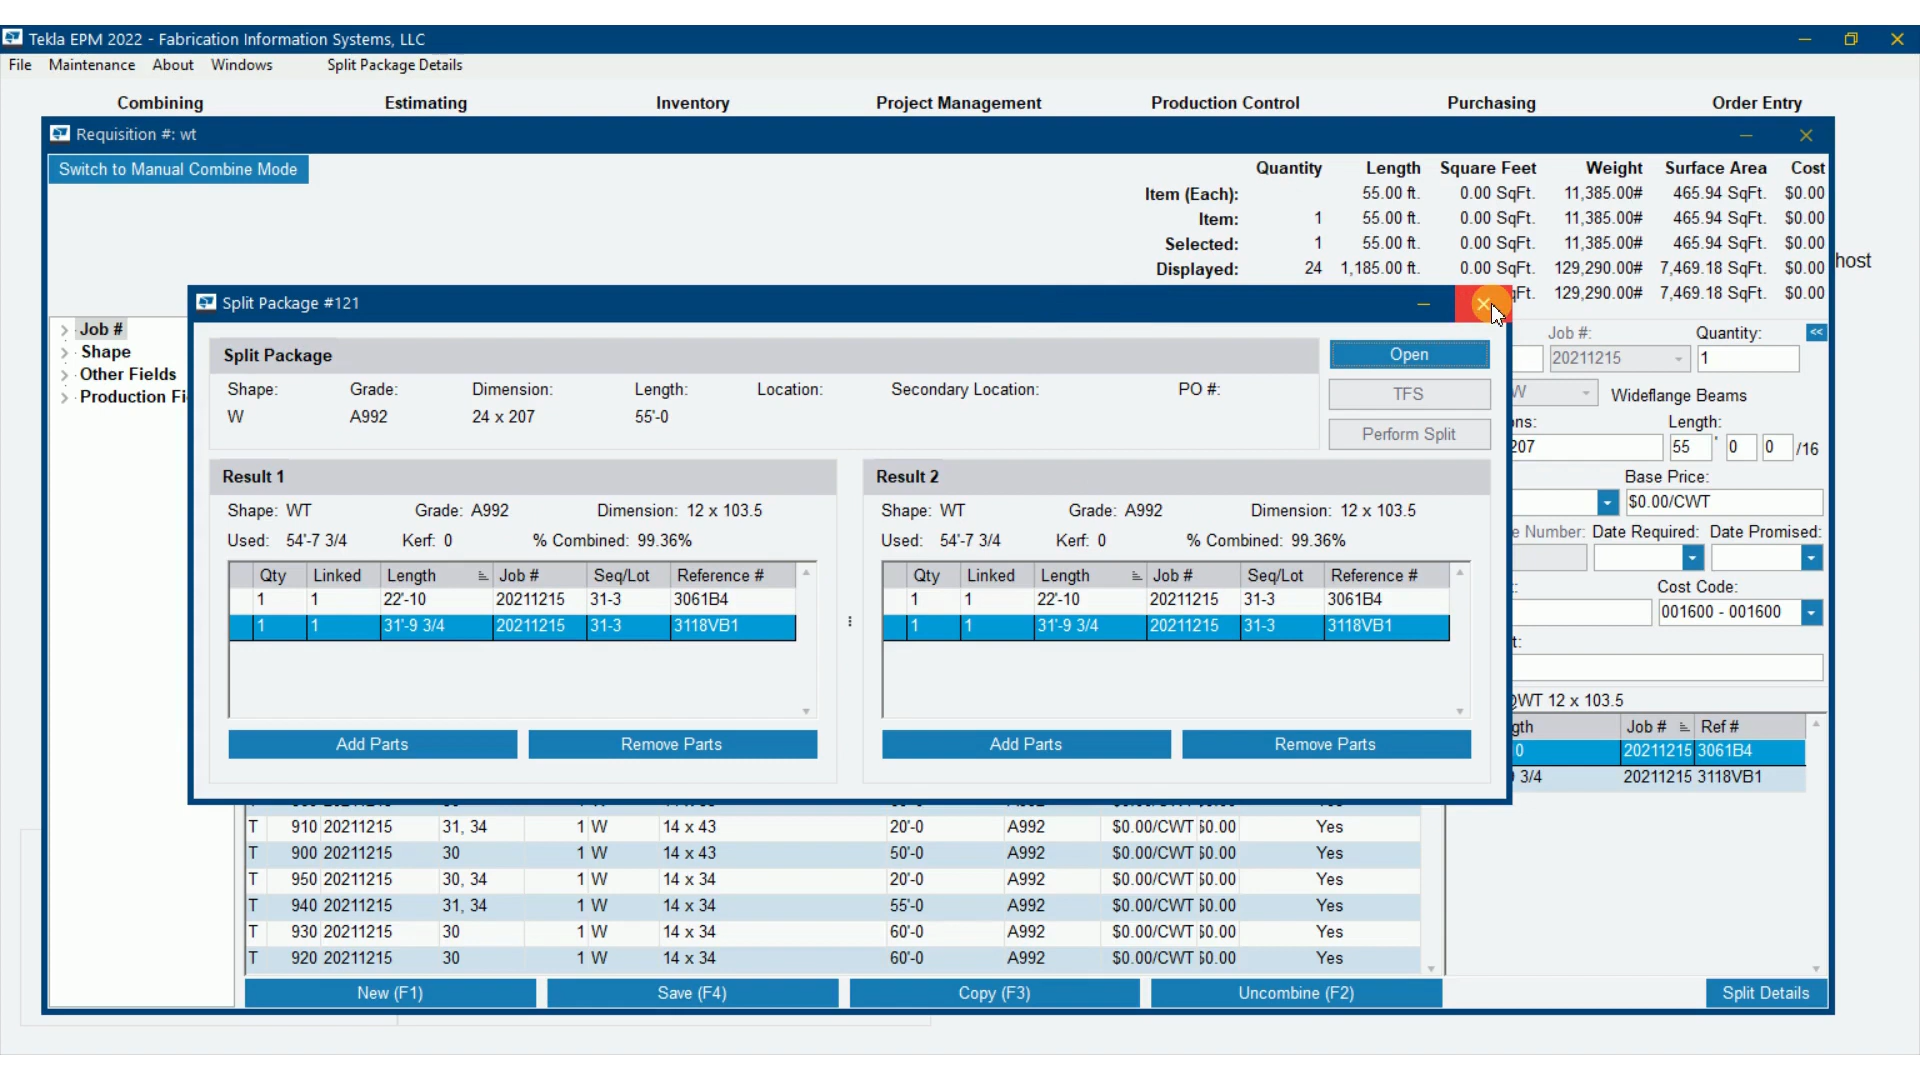 Tekla EPM 2022 - Fabrication Information Systems, LLC
File Maintenance About Windows Split Package Details
Combining Estimating Inventory Project Management Production Control Purchasing Order Entry
Requisition #: wt
Switch to Manual Combine Mode
Quantity Length Square Feet Weight Surface Area Cost
Item (Each): 55.00 ft. 0.00 SqFt. 11,385.00# 465.94 SqFt. $0.00
Item: 1 55.00 ft. 0.00 SqFt. 11,385.00# 465.94 SqFt. $0.00
Selected: 1 55.00 ft. 0.00 SqFt. 11,385.00# 465.94 SqFt. $0.00
Displayed: 24 1,185.00 ft. 0.00 SqFt. 129,290.00# 7,469.18 SqFt. $0.00
host
qFt. 129,290.00# 7,469.18 SqFt. $0.00
Split Package #121
Job #
Shape
Other Fields
Production Fi
Split Package
Open
Shape: Grade: Dimension: Length: Location: Secondary Location: PO #:
W A992 24 x 207 55'-0
TFS
Perform Split
Result 1
Shape: WT Grade: A992 Dimension: 12 x 103.5
Used: 54'-7 3/4 Kerf: 0 % Combined: 99.36%
Qty Linked Length Job # Seq/Lot Reference #
1 1 22'-10 20211215 31-3 3061B4
1 1 31'-9 3/4 20211215 31-3 3118VB1
Add Parts Remove Parts
Result 2
Shape: WT Grade: A992 Dimension: 12 x 103.5
Used: 54'-7 3/4 Kerf: 0 % Combined: 99.36%
Qty Linked Length Job # Seq/Lot Reference #
1 1 22'-10 20211215 31-3 3061B4
1 1 31'-9 3/4 20211215 31-3 3118VB1
Add Parts Remove Parts
Job #: Quantity: <<
20211215 1
W Wideflange Beams
ns: Length:
207 55 ' 0 0 /16
Base Price:
$0.00/CWT
e Number: Date Required: Date Promised:
Cost Code:
001600 - 001600
t:
WT 12 x 103.5
gth Job # Ref #
0 20211215 3061B4
3/4 20211215 3118VB1
T 910 20211215 31, 34 1 W 14 x 43 20'-0 A992 $0.00/CWT $0.00 Yes
T 900 20211215 30 1 W 14 x 43 50'-0 A992 $0.00/CWT $0.00 Yes
T 950 20211215 30, 34 1 W 14 x 34 20'-0 A992 $0.00/CWT $0.00 Yes
T 940 20211215 31, 34 1 W 14 x 34 55'-0 A992 $0.00/CWT $0.00 Yes
T 930 20211215 30 1 W 14 x 34 60'-0 A992 $0.00/CWT $0.00 Yes
T 920 20211215 30 1 W 14 x 34 60'-0 A992 $0.00/CWT $0.00 Yes
New (F1) Save (F4) Copy (F3) Uncombine (F2) Split Details